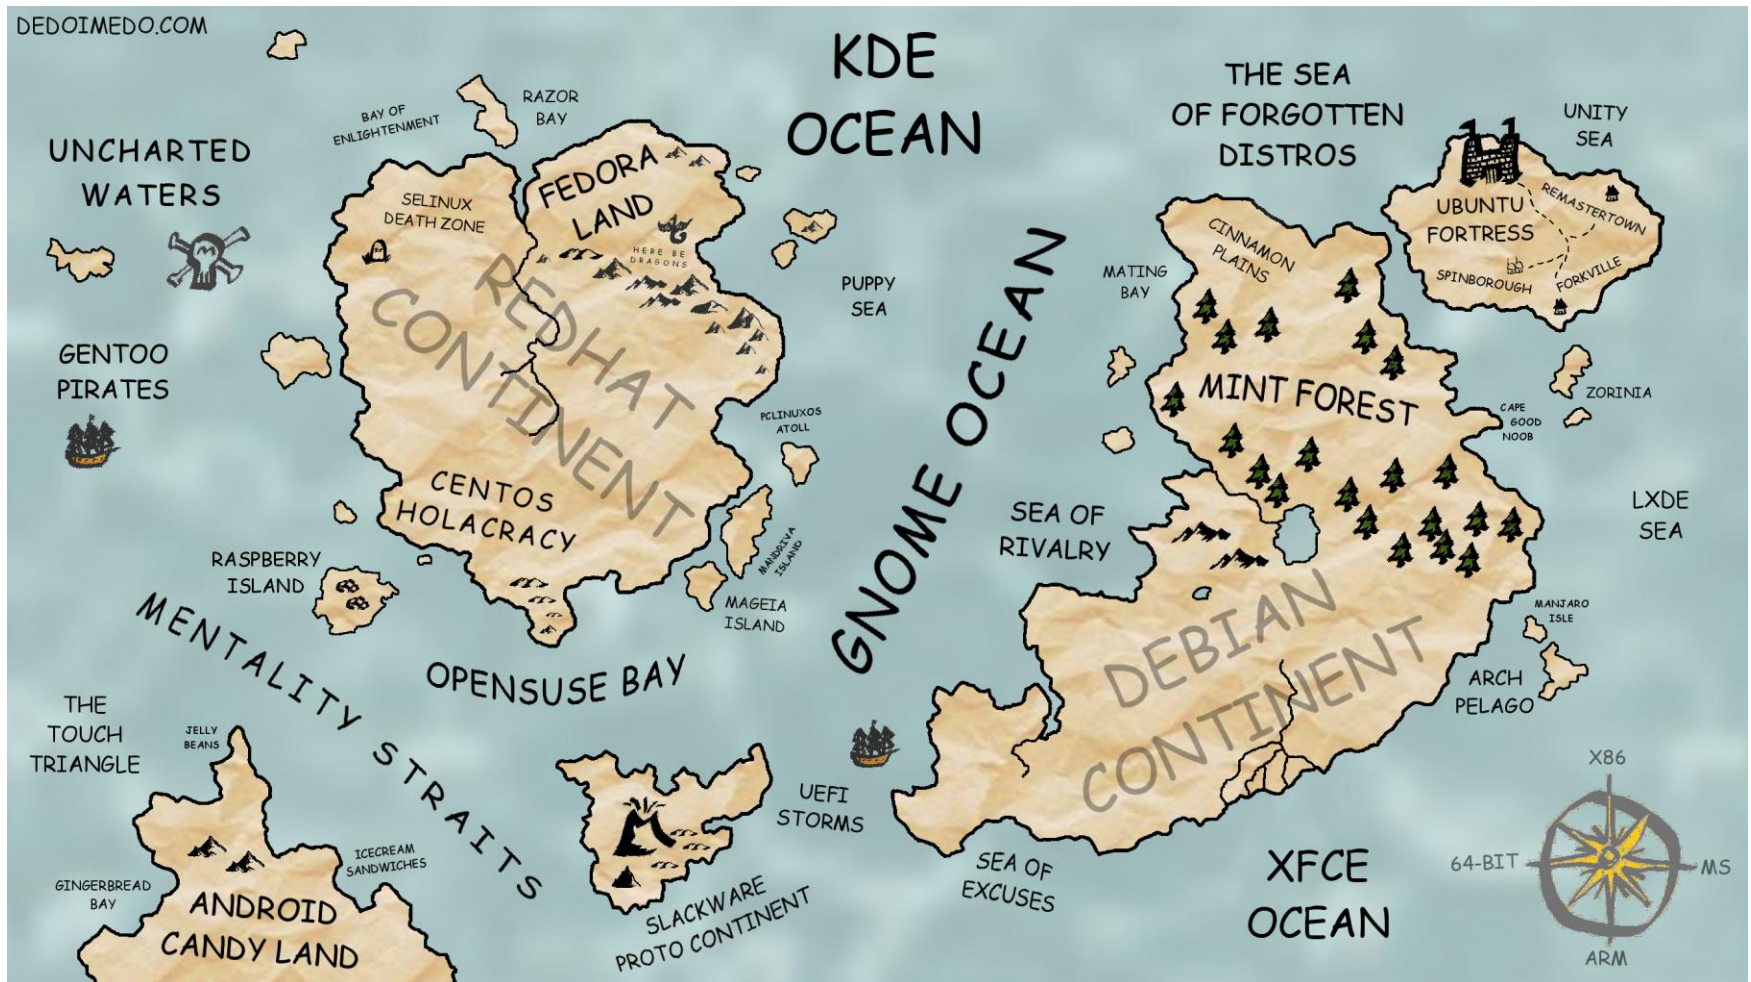 DEDOIMEDO.COM
KDE
OCEAN
THE SEA
OF FORGOTTEN
DISTROS
UNITY
SEA
RAZOR
BAY
BAY OF
ENLIGHTENMENT
UNCHARTED
WATERS
FEDORA
LAND
SELINUX
DEATH ZONE
HERE BE
DRAGONS
UBUNTU
FORTRESS
REMASTERTOWN
SPINBOROUGH
FORKVILLE
CINNAMON
PLAINS
MATING
BAY
PUPPY
SEA
REDHAT
CONTINENT
GNOME OCEAN
GENTOO
PIRATES
MINT FOREST
ZORINIA
CAPE
GOOD
NOOB
PCLINUXOS
ATOLL
CENTOS
HOLACRACY
SEA OF
RIVALRY
LXDE
SEA
MANDRIVA
ISLAND
RASPBERRY
ISLAND
MAGEIA
ISLAND
MENTALITY STRAITS
OPENSUSE BAY
DEBIAN
CONTINENT
MANJARO
ISLE
ARCH
PELAGO
THE
TOUCH
TRIANGLE
JELLY
BEANS
UEFI
STORMS
ICECREAM
SANDWICHES
GINGERBREAD
BAY
ANDROID
CANDY LAND
SLACKWARE
PROTO CONTINENT
SEA OF
EXCUSES
XFCE
OCEAN
X86
64-BIT
MS
ARM